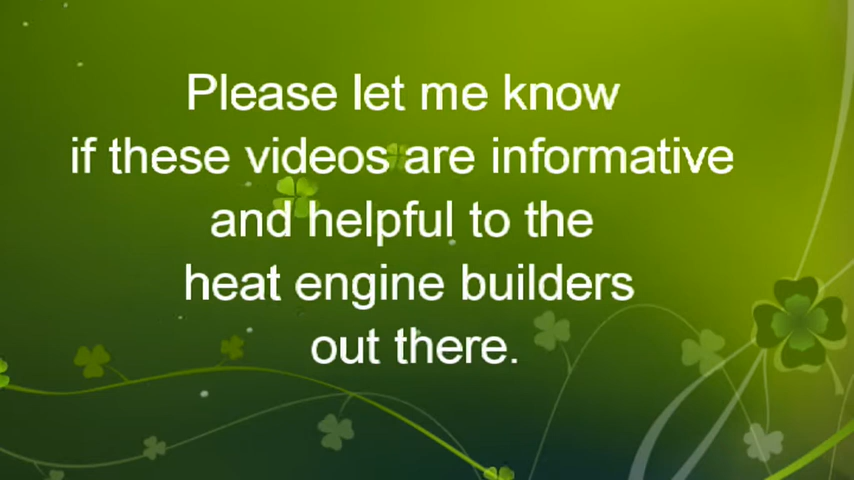 Please let me know
if these videos are informative
and helpful to the
heat engine builders
out there.